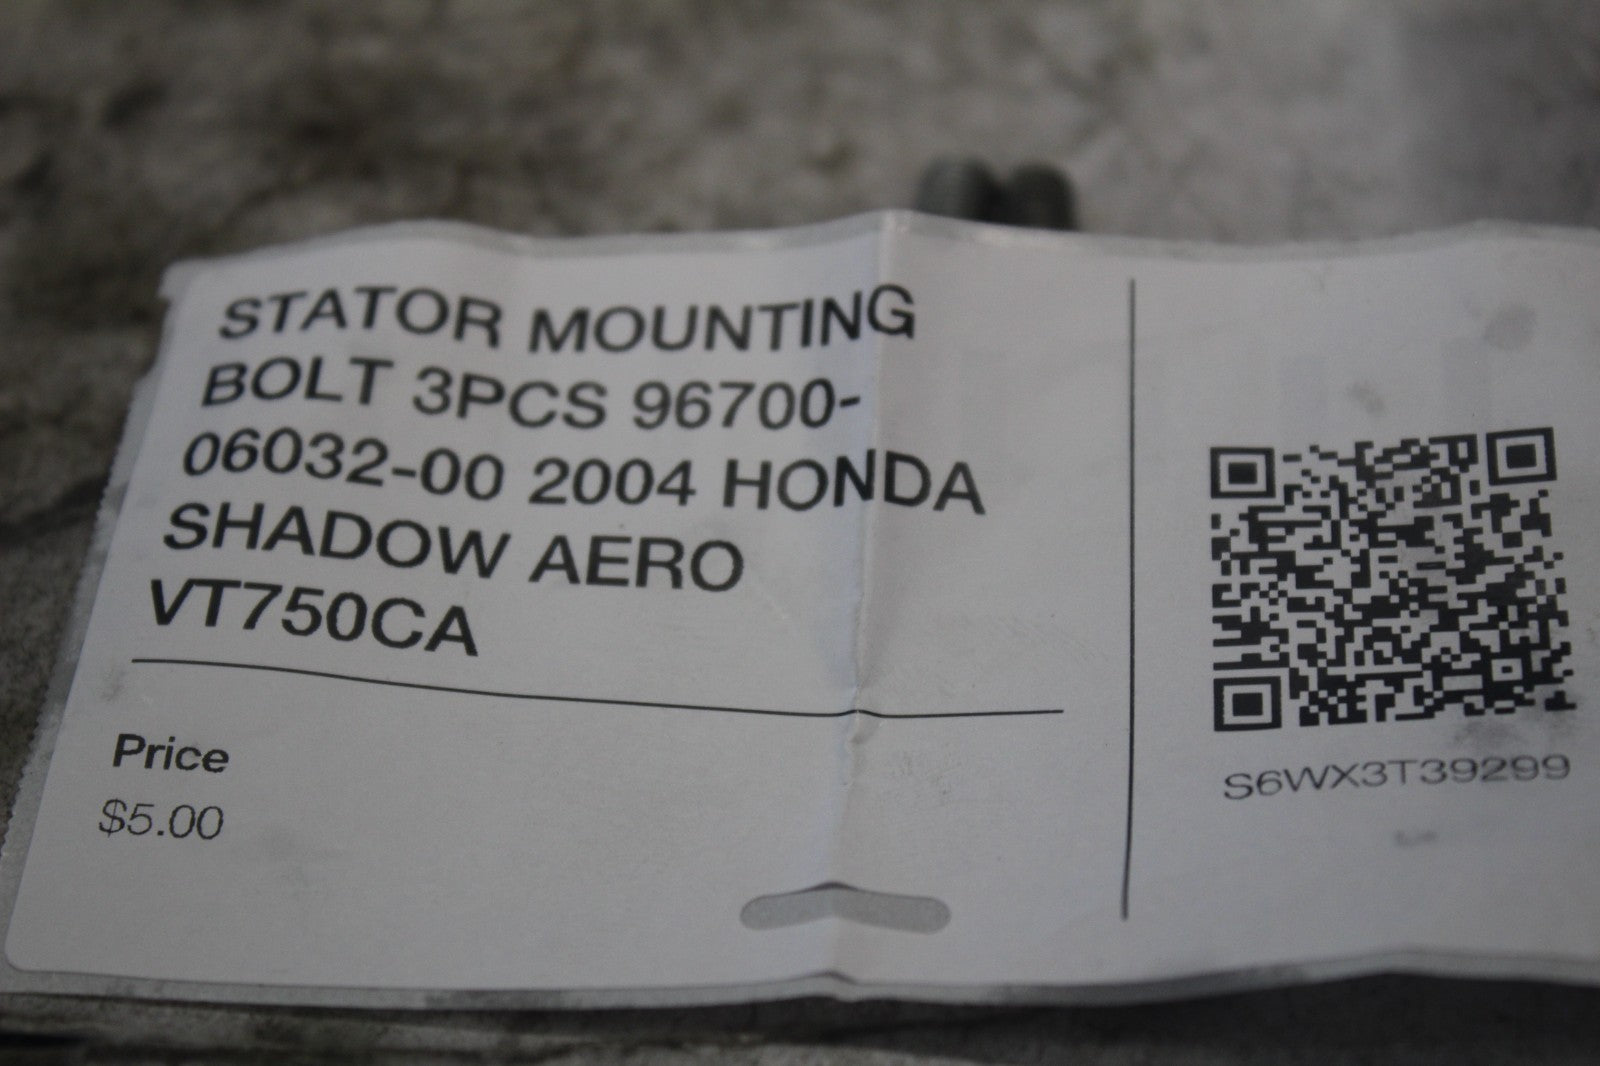 STATOR MOUNTING
BOLT 3PCS 96700-
06032-00 2004 HONDA
SHADOW AERO
VT750CA
Price
$5.00
S6WX3T39299